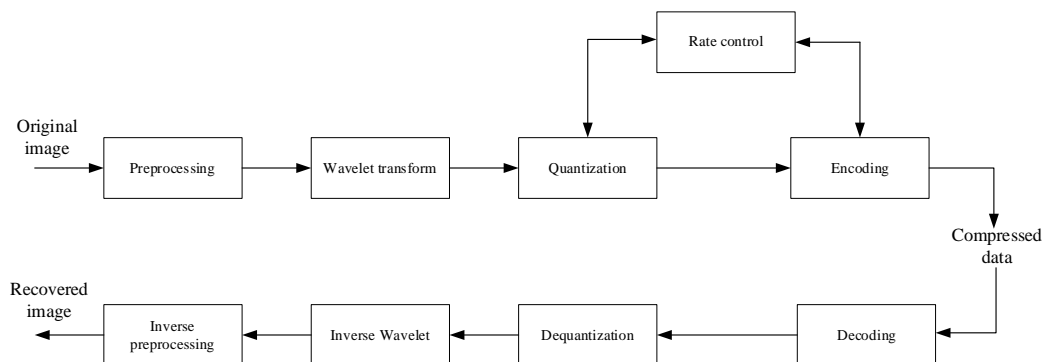 Rate control
Original
image
Preprocessing
Wavelet transform
Quantization
Encoding
Compressed
data
Recovered
image
Inverse
preprocessing
Inverse Wavelet
Dequantization
Decoding